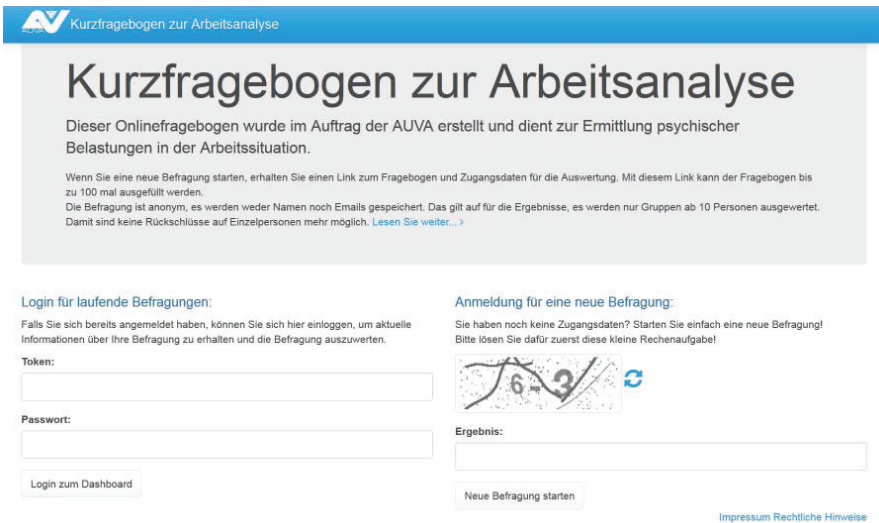 AUVA Kurzfragebogen zur Arbeitsanalyse
Kurzfragebogen zur Arbeitsanalyse
Dieser Onlinefragebogen wurde im Auftrag der AUVA erstellt und dient zur Ermittlung psychischer
Belastungen in der Arbeitssituation.
Wenn Sie eine neue Befragung starten, erhalten Sie einen Link zum Fragebogen und Zugangsdaten für die Auswertung. Mit diesem Link kann der Fragebogen bis
zu 100 mal ausgefüllt werden.
Die Befragung ist anonym, es werden weder Namen noch Emails gespeichert. Das gilt auf für die Ergebnisse, es werden nur Gruppen ab 10 Personen ausgewertet.
Damit sind keine Rückschlüsse auf Einzelpersonen mehr möglich. Lesen Sie weiter... >
Login für laufende Befragungen:
Falls Sie sich bereits angemeldet haben, können Sie sich hier einloggen, um aktuelle
Informationen über Ihre Befragung zu erhalten und die Befragung auszuwerten.
Token:
Passwort:
Login zum Dashboard
Anmeldung für eine neue Befragung:
Sie haben noch keine Zugangsdaten? Starten Sie einfach eine neue Befragung!
Bitte lösen Sie dafür zuerst diese kleine Rechenaufgabe!
6-3
Ergebnis:
Neue Befragung starten
Impressum Rechtliche Hinweise